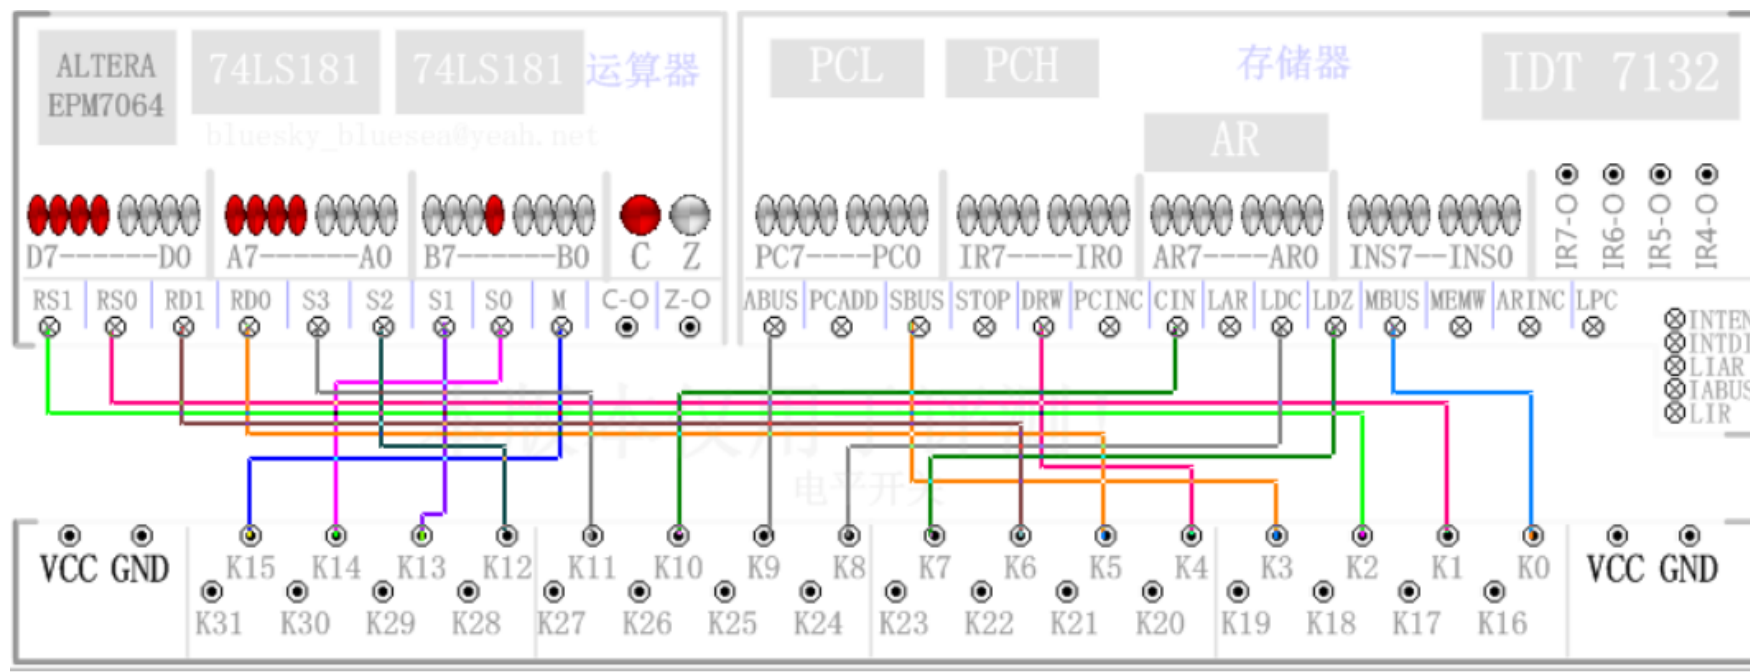 ALTERA
EPM7064
74LS181
74LS181
运算器
bluesky_bluesea@yeah.net
PCL
PCH
存储器
IDT 7132
AR
D7------D0
A7------A0
B7------B0
C
Z
PC7----PC0
IR7----IR0
AR7----AR0
INS7--INS0
IR7-O
IR6-O
IR5-O
IR4-O
RS1 RS0 RD1 RD0 S3 S2 S1 S0 M C-O Z-O
ABUS PCADD SBUS STOP DRW PCINC CIN LAR LDC LDZ MBUS MEMW ARINC LPC
INTEN
INTDI
LIAR
IABUS
LIR
电平开关
VCC GND K15 K14 K13 K12 K11 K10 K9 K8 K7 K6 K5 K4 K3 K2 K1 K0 VCC GND
K31 K30 K29 K28 K27 K26 K25 K24 K23 K22 K21 K20 K19 K18 K17 K16